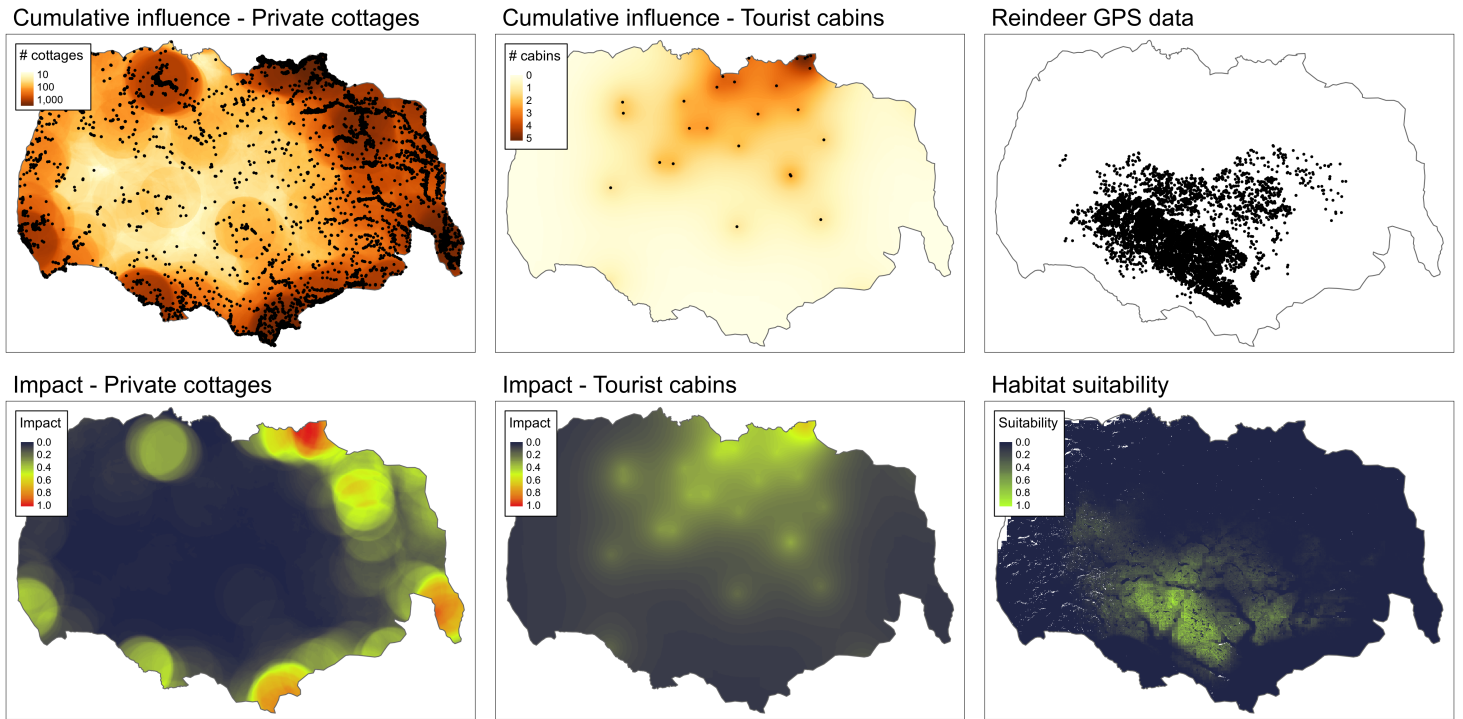 Cumulative influence - Private cottages
# cottages
10
100
1,000
Cumulative influence - Tourist cabins
# cabins
0
1
2
3
4
5
Reindeer GPS data
Impact - Private cottages
Impact
0.0
0.2
0.4
0.6
0.8
1.0
Impact - Tourist cabins
Impact
0.0
0.2
0.4
0.6
0.8
1.0
Habitat suitability
Suitability
0.0
0.2
0.4
0.6
0.8
1.0